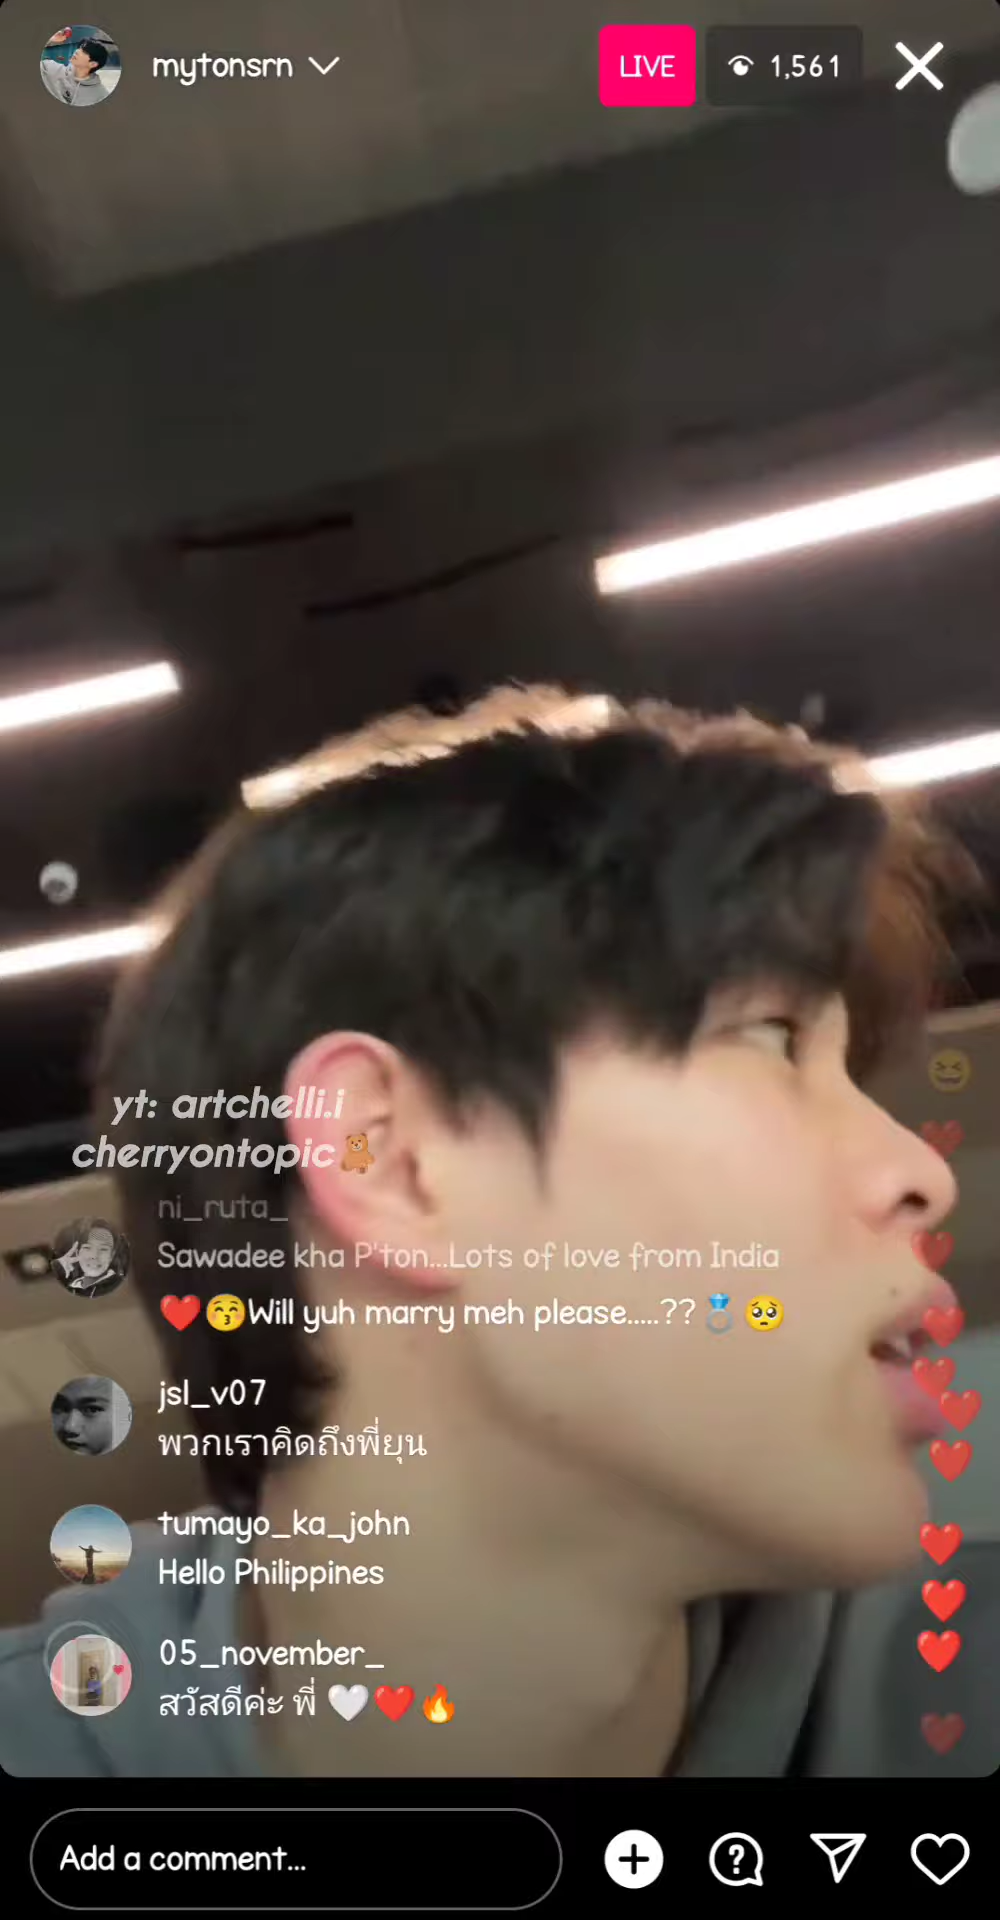 mytonsrn
LIVE
1,561
yt: artchelli.i
cherryontopic🧸
ni_ruta_
Sawadee kha P'ton...Lots of love from India
❤️😚Will yuh marry meh please.....??💍🥺
jsl_v07
พวกเราคิดถึงพี่ยุน
tumayo_ka_john
Hello Philippines
05_november_
สวัสดีค่ะ พี่ 🤍❤️🔥
Add a comment...